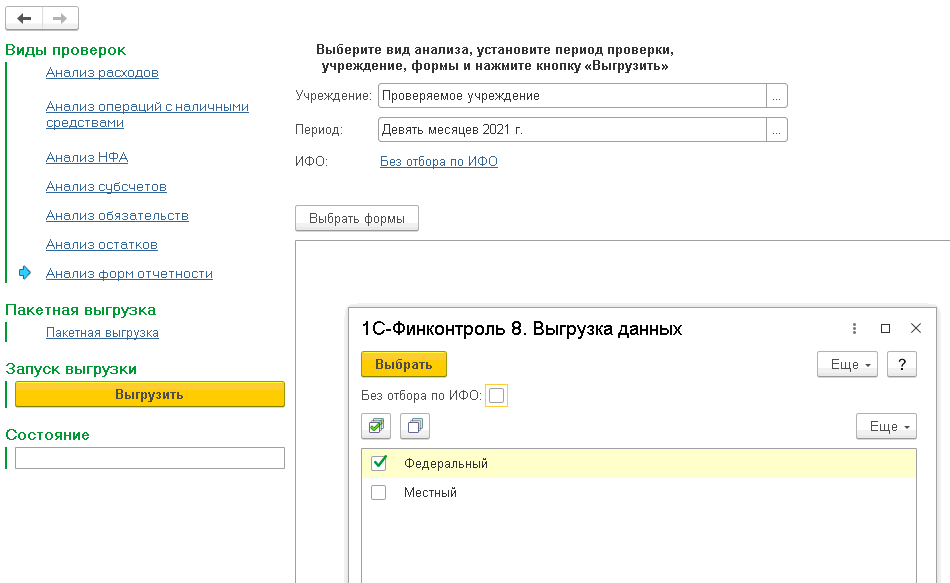 Виды проверок
Анализ расходов
Анализ операций с наличными
средствами
Анализ НФА
Анализ субсчетов
Анализ обязательств
Анализ остатков
Анализ форм отчетности
Пакетная выгрузка
Пакетная выгрузка
Запуск выгрузки
Выгрузить
Состояние
Выберите вид анализа, установите период проверки,
учреждение, формы и нажмите кнопку «Выгрузить»
Учреждение: Проверяемое учреждение ...
Период: Девять месяцев 2021 г. ...
ИФО: Без отбора по ИФО
Выбрать формы
1С-Финконтроль 8. Выгрузка данных
Выбрать Еще ?
Без отбора по ИФО:
Еще
Федеральный
Местный